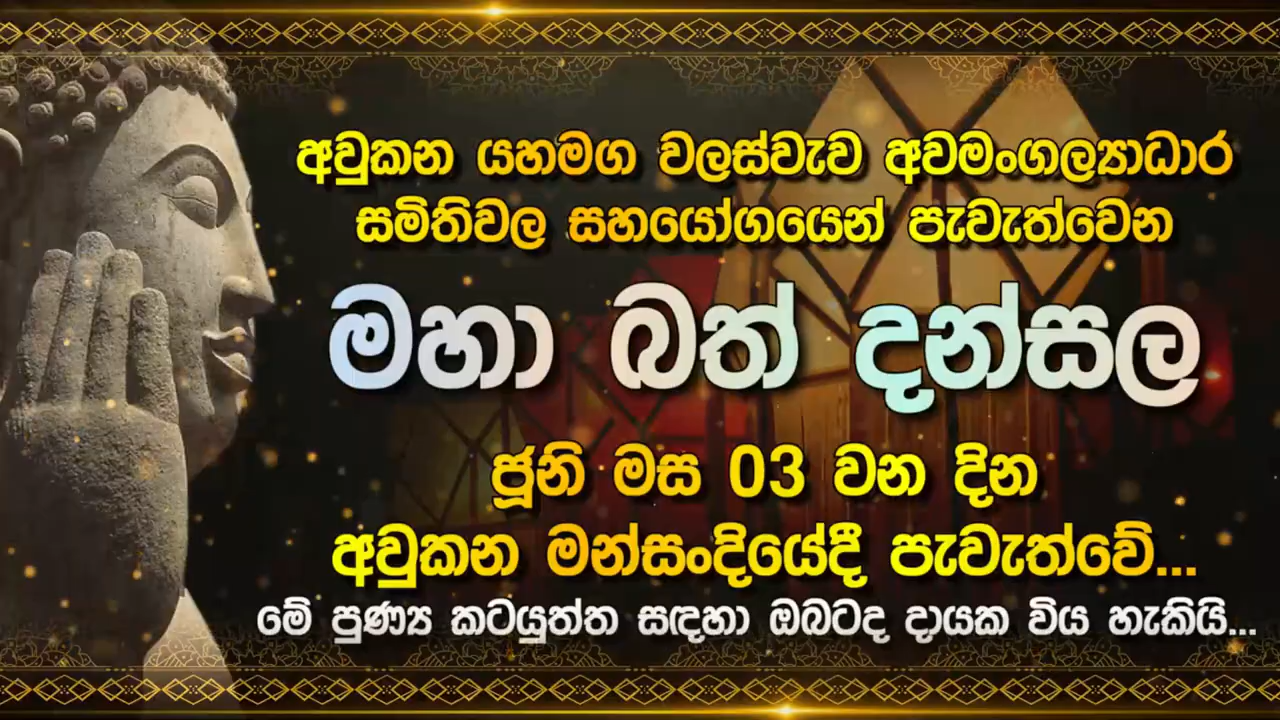 අවුකන යහමග වලස්වැව අවමංගල්‍යාධාර
සමිතිවල සහයෝගයෙන් පැවැත්වෙන
මහා බත් දන්සල
ජූනි මස 03 වන දින
අවුකන මන්සංදියේදී පැවැත්වේ...
මේ පුණ්‍ය කටයුත්ත සඳහා ඔබටද දායක විය හැකියි...